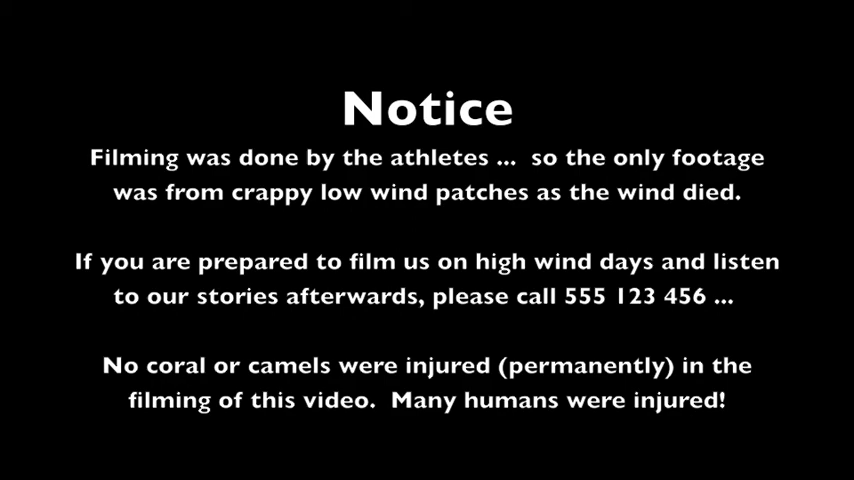 Notice
Filming was done by the athletes ...  so the only footage
was from crappy low wind patches as the wind died.
If you are prepared to film us on high wind days and listen
to our stories afterwards, please call 555 123 456 ...
No coral or camels were injured (permanently) in the
filming of this video.  Many humans were injured!